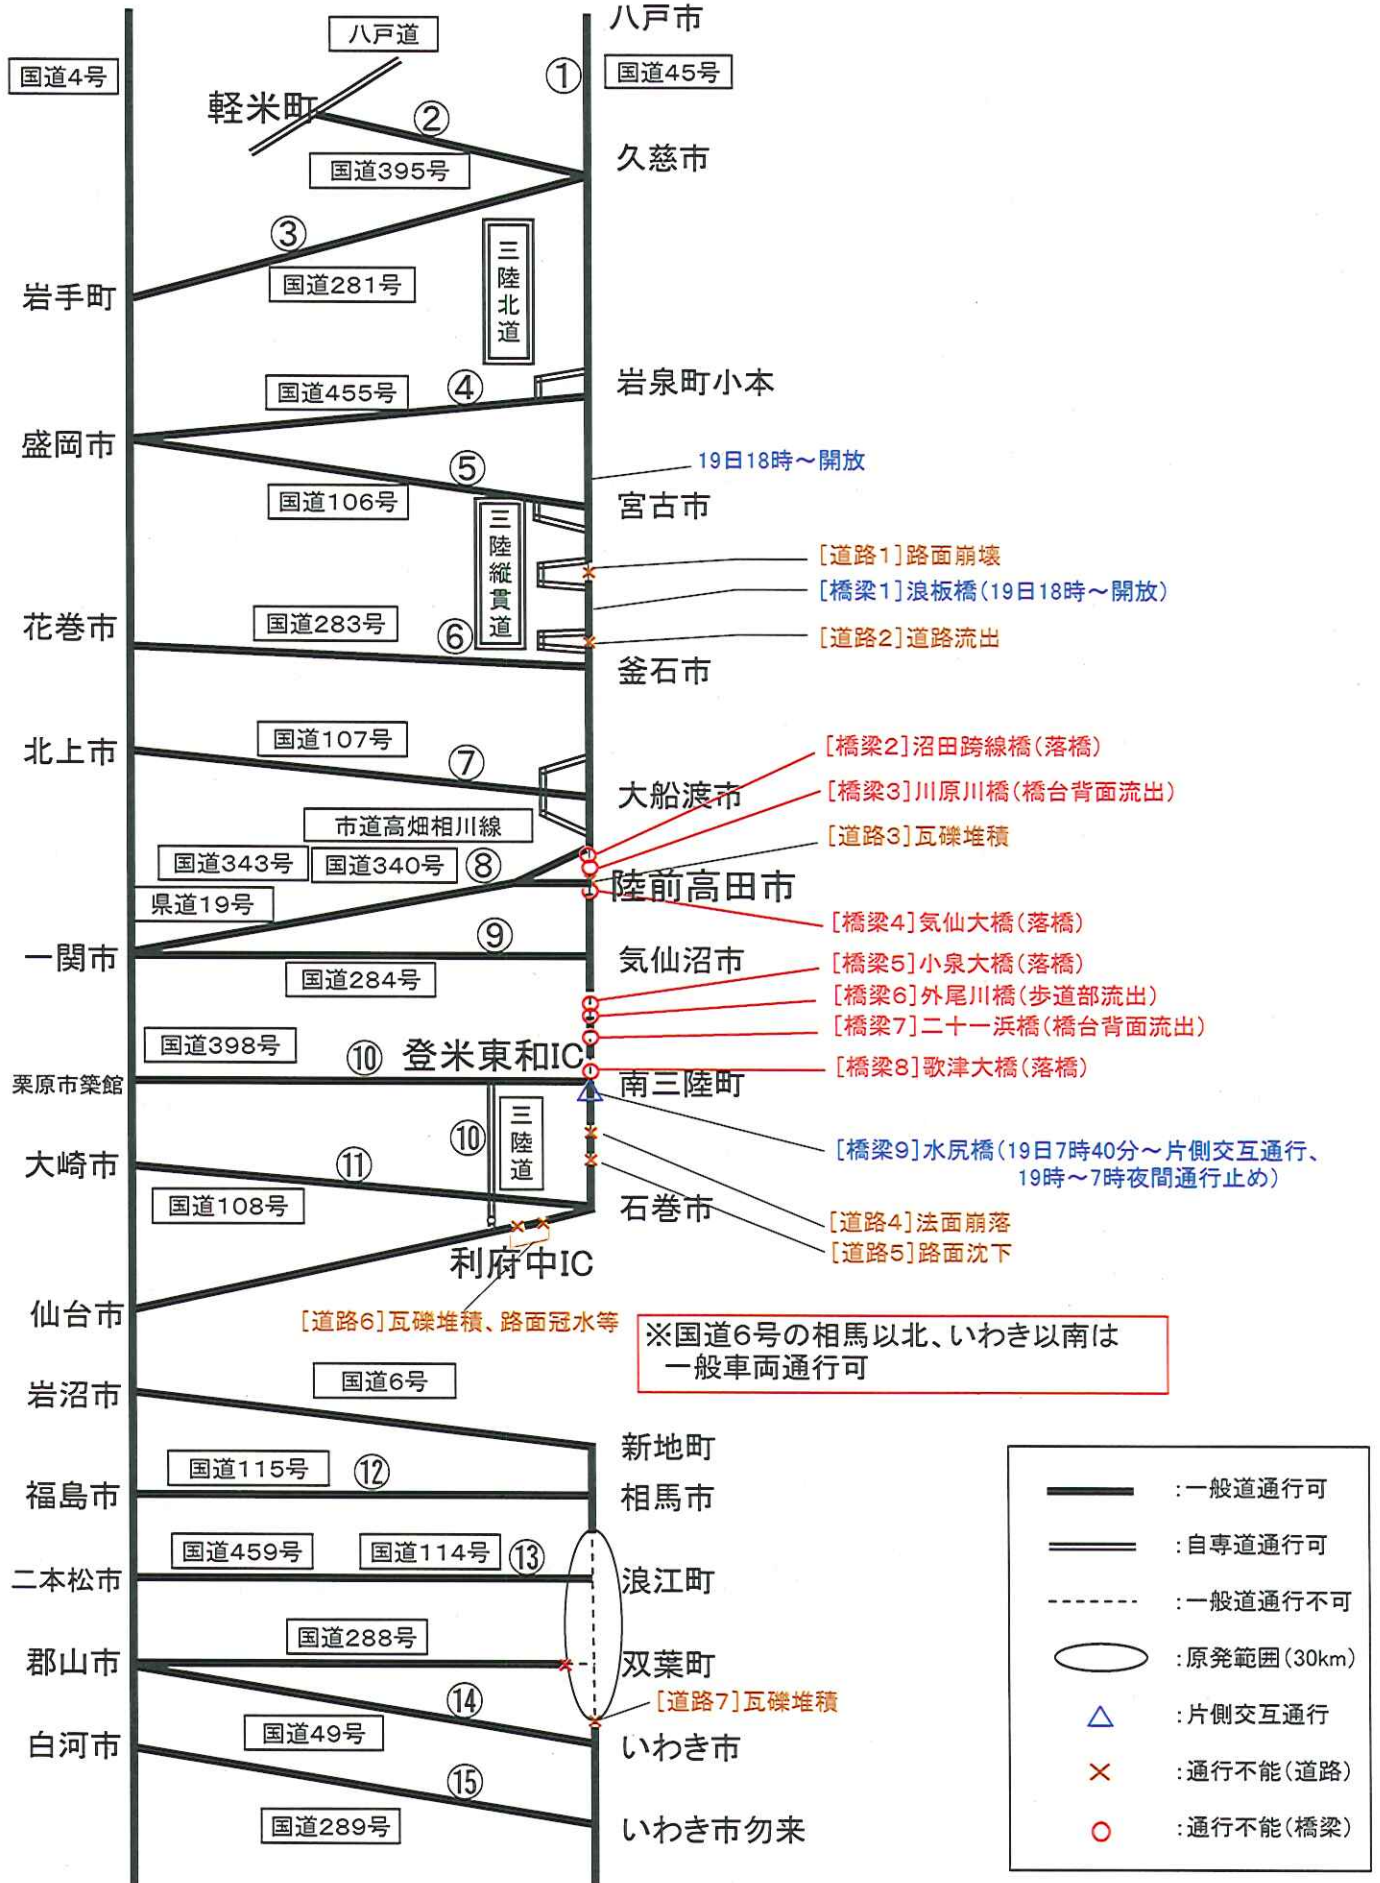 八戸市
八戸道
国道4号
①
国道45号
軽米町
②
久慈市
国道395号
③
三陸北道
国道281号
岩手町
岩泉町小本
国道455号
④
盛岡市
19日18時～開放
⑤
国道106号
宮古市
三陸縦貫道
[道路1]路面崩壊
[橋梁1]浪板橋(19日18時～開放)
花巻市
国道283号
⑥
[道路2]道路流出
釜石市
国道107号
北上市
[橋梁2]沼田跨線橋(落橋)
⑦
大船渡市
[橋梁3]川原川橋(橋台背面流出)
市道高畑相川線
[道路3]瓦礫堆積
国道343号
国道340号
⑧
陸前高田市
県道19号
[橋梁4]気仙大橋(落橋)
⑨
一関市
気仙沼市
[橋梁5]小泉大橋(落橋)
国道284号
[橋梁6]外尾川橋(歩道部流出)
[橋梁7]二十一浜橋(橋台背面流出)
国道398号
⑩
登米東和IC
[橋梁8]歌津大橋(落橋)
栗原市築館
南三陸町
⑩
三陸道
[橋梁9]水尻橋(19日7時40分～片側交互通行、
19時～7時夜間通行止め)
大崎市
⑪
国道108号
石巻市
[道路4]法面崩落
[道路5]路面沈下
利府中IC
仙台市
[道路6]瓦礫堆積、路面冠水等
※国道6号の相馬以北、いわき以南は
一般車両通行可
国道6号
岩沼市
新地町
国道115号
⑫
福島市
相馬市
国道459号
国道114号
⑬
二本松市
浪江町
国道288号
郡山市
双葉町
[道路7]瓦礫堆積
⑭
国道49号
白河市
いわき市
⑮
国道289号
いわき市勿来
:一般道通行可
:自専道通行可
:一般道通行不可
:原発範囲(30km)
:片側交互通行
:通行不能(道路)
:通行不能(橋梁)